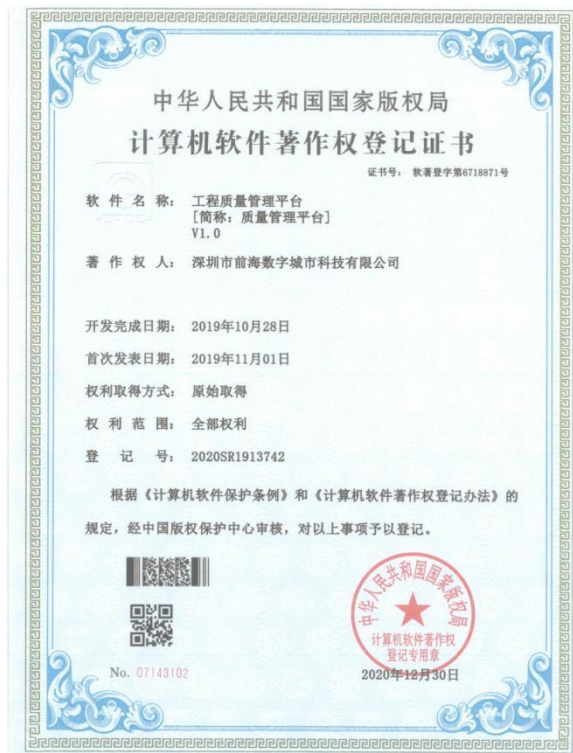 中华人民共和国国家版权局
计算机软件著作权登记证书
证书号： 软著登字第6718871号
软件名称： 工程质量管理平台
[简称：质量管理平台]
V1.0
著作权人： 深圳市前海数字城市科技有限公司
开发完成日期： 2019年10月28日
首次发表日期： 2019年11月01日
权利取得方式： 原始取得
权利范围： 全部权利
登记号： 2020SR1913742
根据《计算机软件保护条例》和《计算机软件著作权登记办法》的
规定，经中国版权保护中心审核，对以上事项予以登记。
中华人民共和国国家版权局
计算机软件著作权
登记专用章
No. 07143102
2020年12月30日